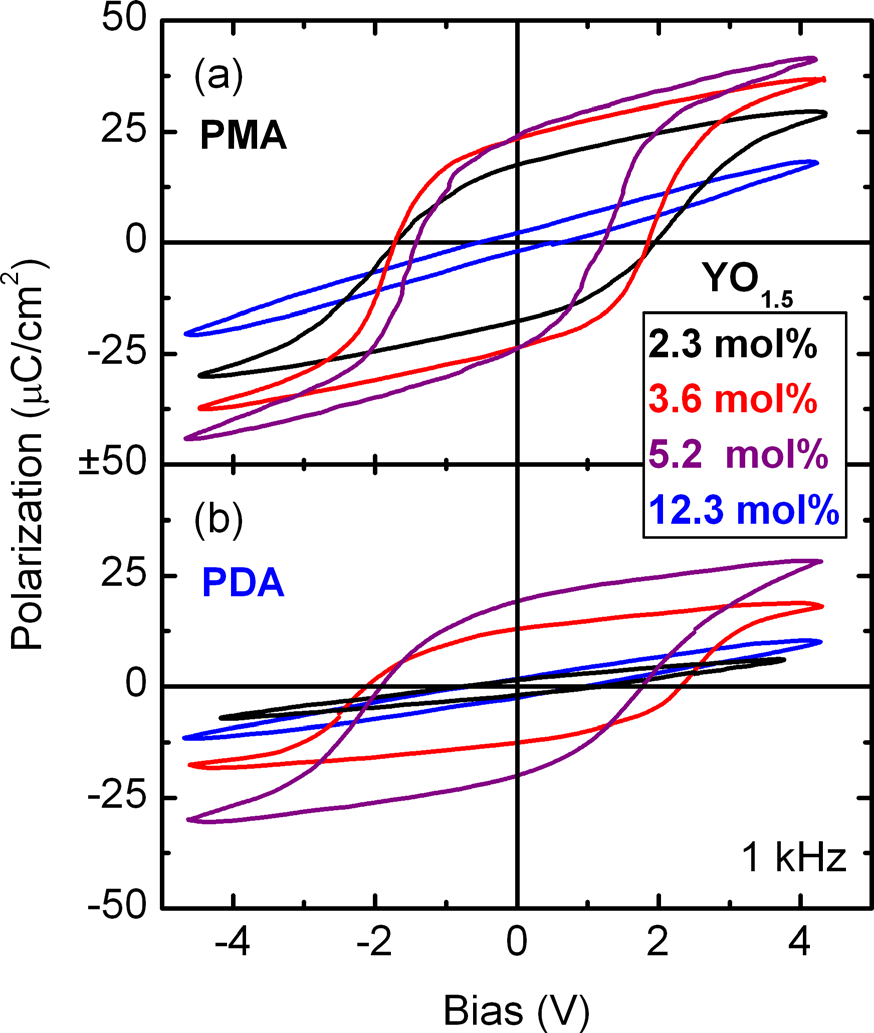 50
(a)
PMA
25
0
-25
±50
YO1.5
2.3 mol%
3.6 mol%
5.2 mol%
12.3 mol%
(b)
PDA
25
0
-25
-50
1 kHz
-4 -2 0 2 4
Bias (V)
Polarization (μC/cm²)